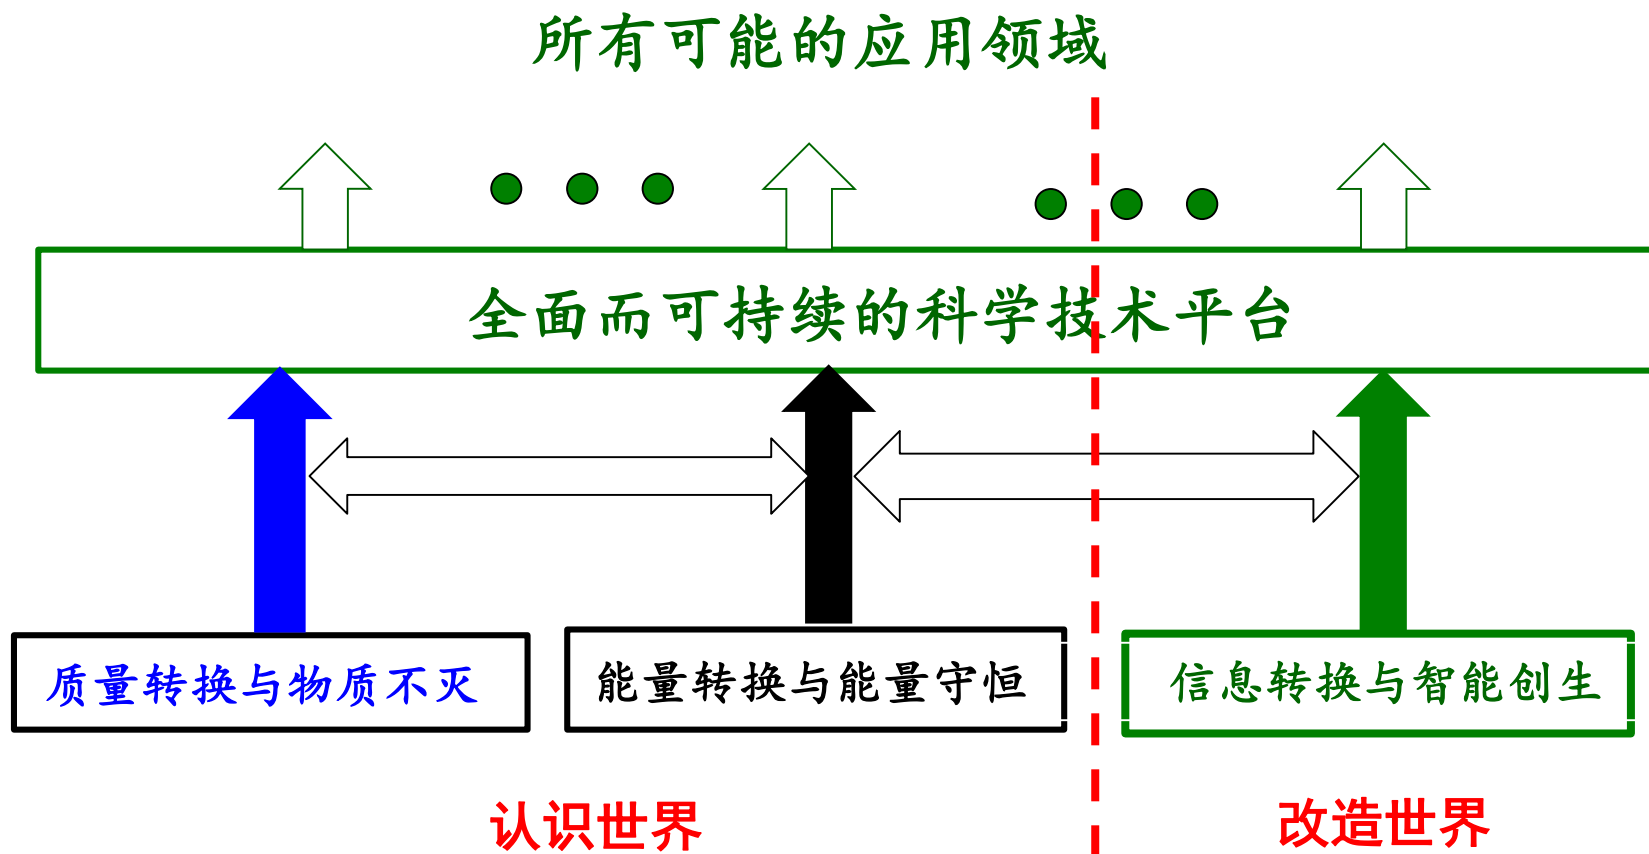 所有可能的应用领域
全面而可持续的科学技术平台
质量转换与物质不灭
能量转换与能量守恒
信息转换与智能创生
认识世界
改造世界